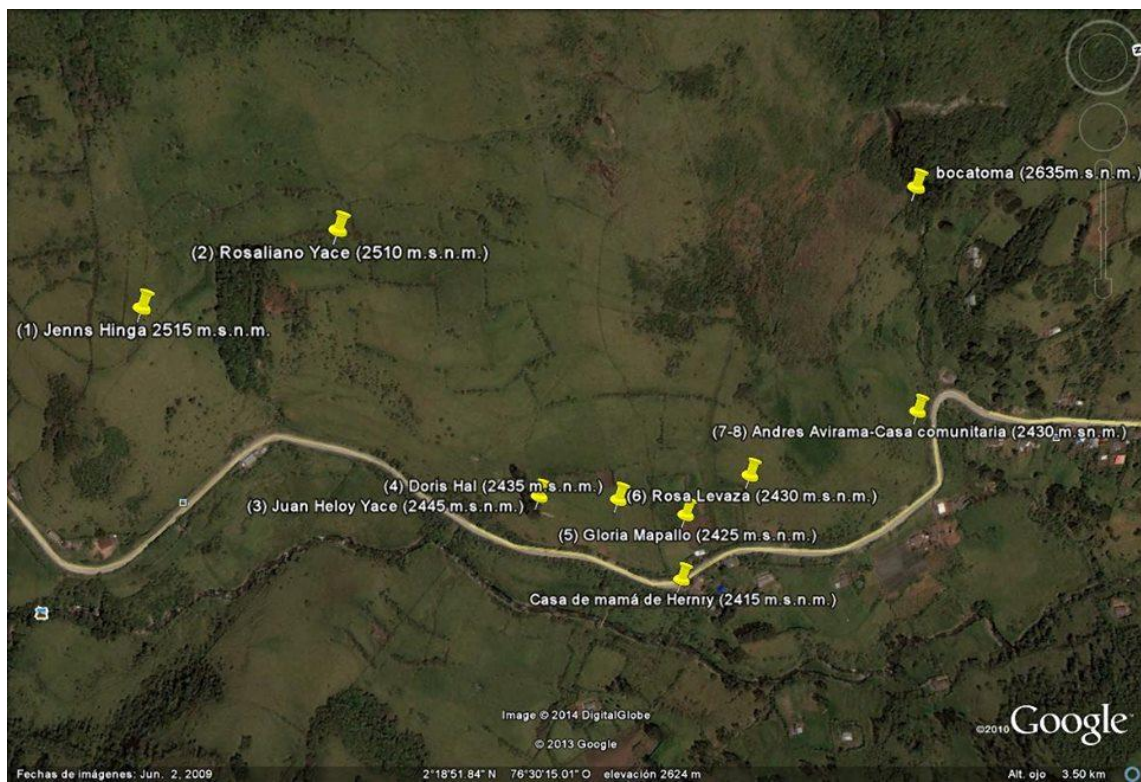 bocatoma (2635m.s.n.m.)
(2) Rosaliano Yace (2510 m.s.n.m.)
(1) Jenns Hinga 2515 m.s.n.m.
(7-8) Andres Avirama-Casa comunitaria (2430 m.sn.m.)
(4) Doris Hal (2435 m.s.n.m.)
(6) Rosa Levaza (2430 m.s.n.m.)
(3) Juan Heloy Yace (2445 m.s.n.m.)
(5) Gloria Mapallo (2425 m.s.n.m.)
Casa de mamá de Hernry (2415 m.s.n.m.)
Image © 2014 DigitalGlobe
© 2013 Google
©2010 Google
Fechas de imágenes: Jun. 2, 2009
2°18'51.84" N 76°30'15.01" O elevación 2624 m
Alt. ojo 3.50 km